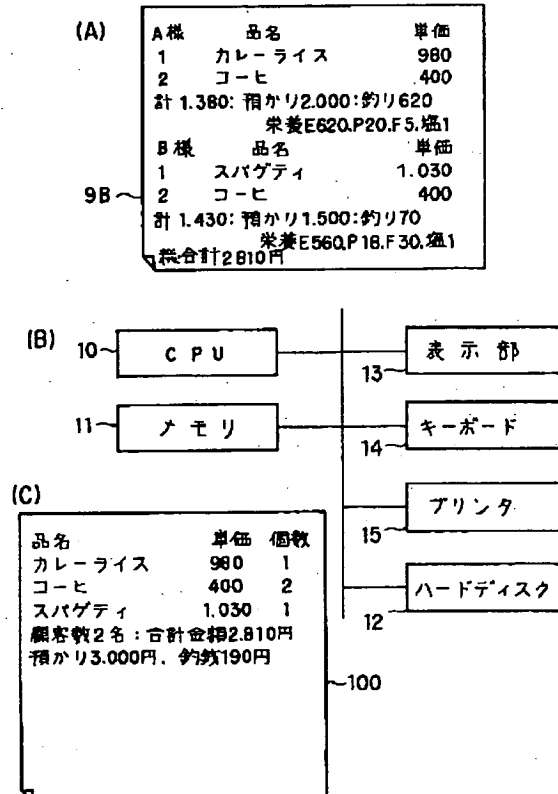 (A)
A様 品名 単価
1 カレーライス 980
2 コーヒ 400
計 1.380: 預かり2.000:釣り620
栄養E620.P20.F5.塩1
B様 品名 単価
1 スパゲティ 1.030
2 コーヒ 400
計 1.430: 預かり1.500:釣り70
栄養E560.P18.F30.塩1
総合計2810円
9B
(B)
10 CPU
表示部
13
11 メモリ
キーボード
14
プリンタ
15
ハードディスク
12
(C)
品名 単価 個数
カレーライス 980 1
コーヒ 400 2
スパゲティ 1.030 1
顧客数2名:合計金額2.810円
預かり3.000円. 釣銭190円
100